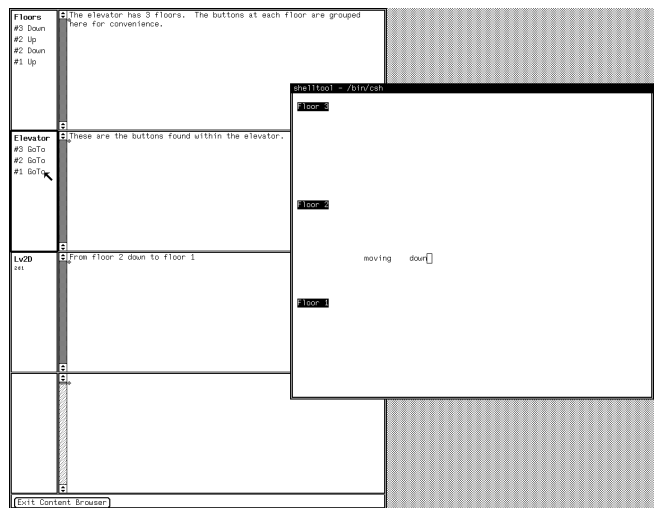 Floors
#3 Down
#2 Up
#2 Down
#1 Up
The elevator has 3 floors.  The buttons at each floor are grouped
here for convenience.
shelltool - /bin/csh
Floor 3
Elevator
#3 GoTo
#2 GoTo
#1 GoTo
These are the buttons found within the elevator.
Floor 2
Lv2D
261
From floor 2 down to floor 1
moving down
Floor 1
Exit Content Browser